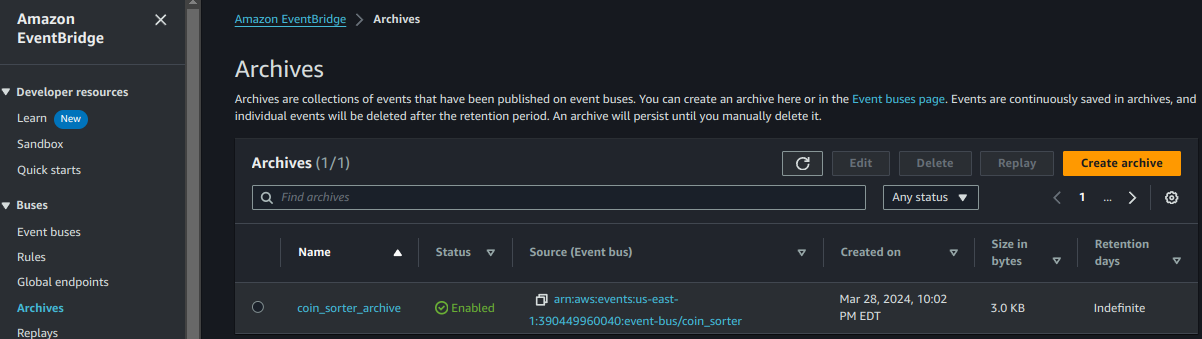 Amazon
EventBridge
Developer resources
Learn New
Sandbox
Quick starts
Buses
Event buses
Rules
Global endpoints
Archives
Replays
Amazon EventBridge > Archives
Archives
Archives are collections of events that have been published on event buses. You can create an archive here or in the Event buses page. Events are continuously saved in archives, and
individual events will be deleted after the retention period. An archive will persist until you manually delete it.
Archives (1/1)
Edit
Delete
Replay
Create archive
Find archives
Any status
1 ...
Name
Status
Source (Event bus)
Created on
Size in
bytes
Retention
days
coin_sorter_archive
Enabled
arn:aws:events:us-east-
1:390449960040:event-bus/coin_sorter
Mar 28, 2024, 10:02
PM EDT
3.0 KB
Indefinite